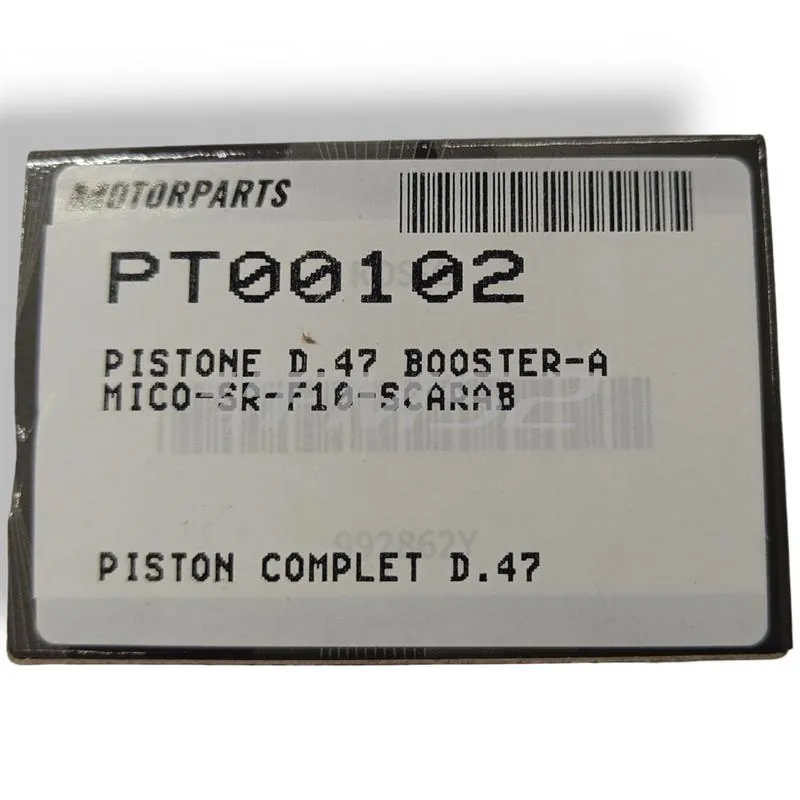 MOTORPARTS
PT00102
PISTONE D.47 BOOSTER-A
MICO-SR-F10-SCARAB
992862Y
PISTON COMPLET D.47